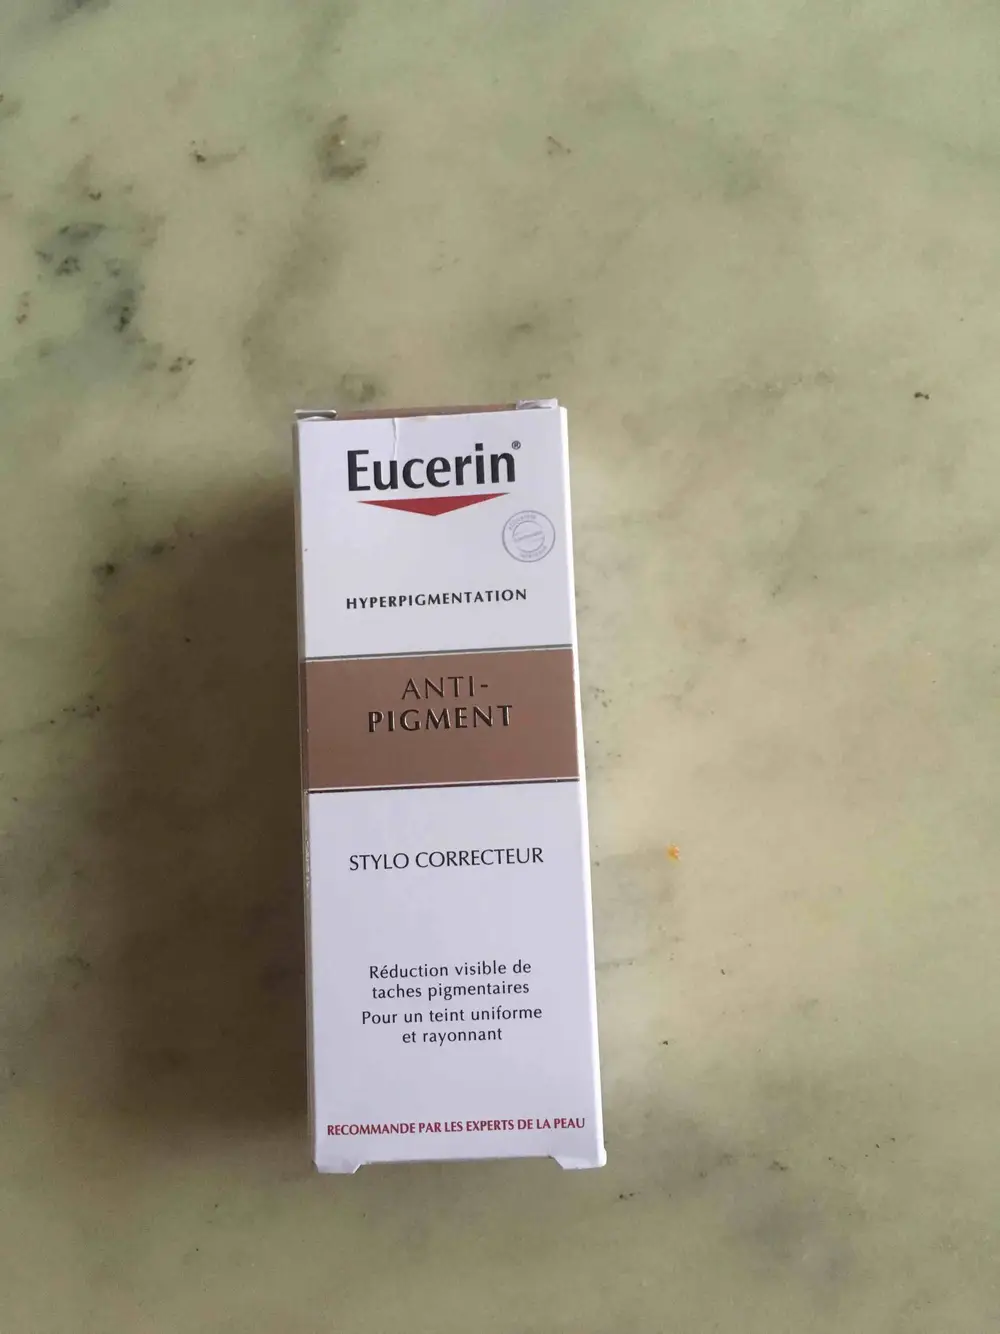 Eucerin®
HYPERPIGMENTATION
ANTI-
PIGMENT
STYLO CORRECTEUR
Réduction visible de
taches pigmentaires
Pour un teint uniforme
et rayonnant
RECOMMANDE PAR LES EXPERTS DE LA PEAU